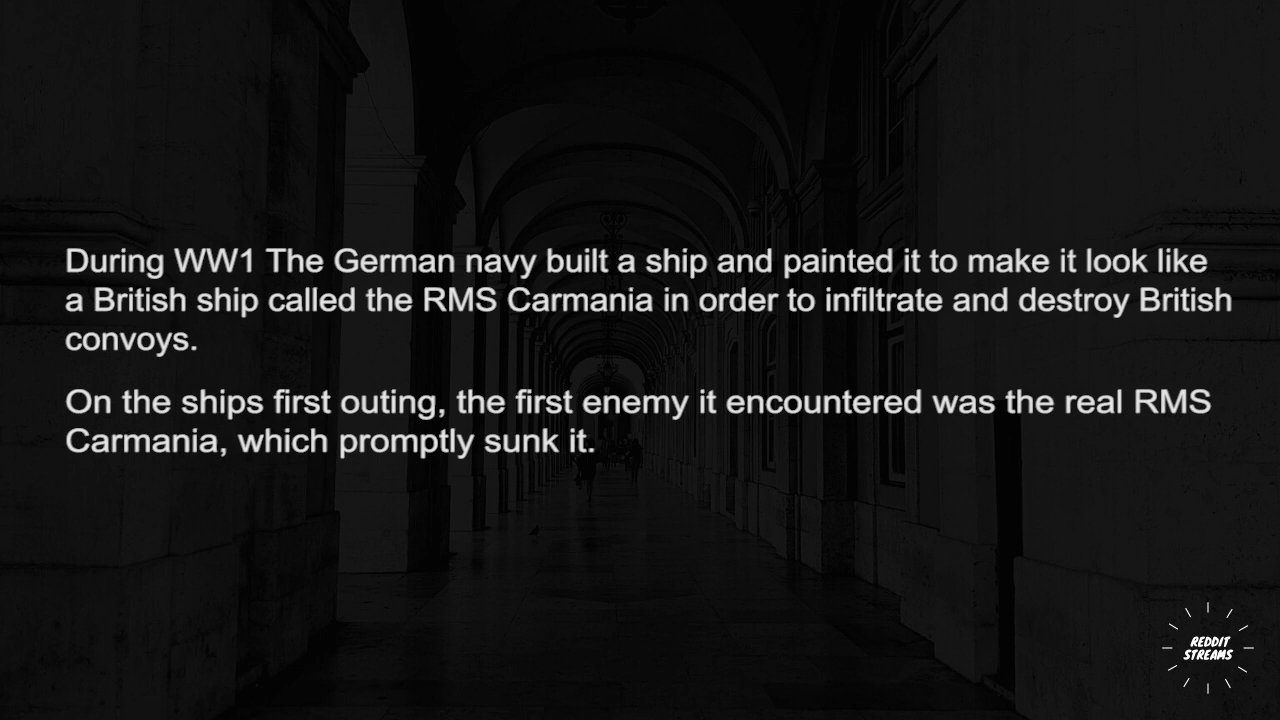 During WW1 The German navy built a ship and painted it to make it look like
a British ship called the RMS Carmania in order to infiltrate and destroy British
convoys.
On the ships first outing, the first enemy it encountered was the real RMS
Carmania, which promptly sunk it.
REDDIT
STREAMS